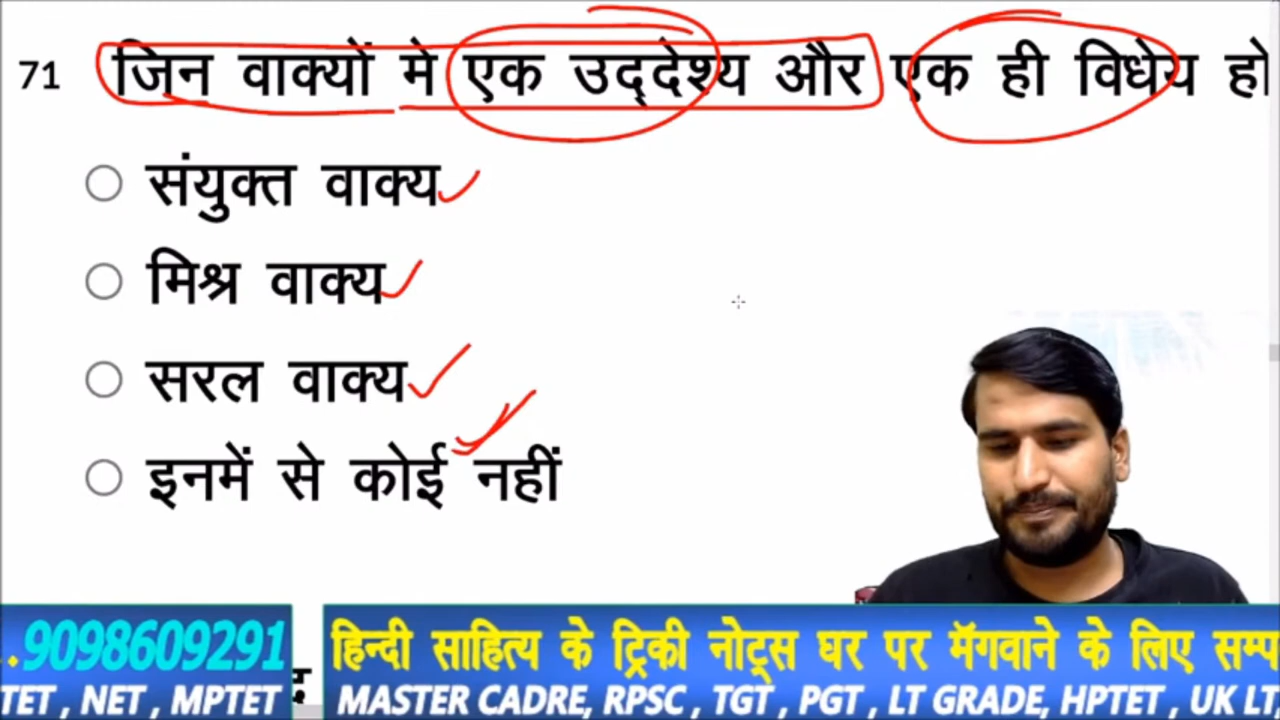 71 जिन वाक्यों मे एक उद्देश्य और एक ही विधेय हो
संयुक्त वाक्य
मिश्र वाक्य
सरल वाक्य
इनमें से कोई नहीं
9098609291 हिन्दी साहित्य के ट्रिकी नोट्स घर पर मॅगवाने के लिए सम्प
TET , NET , MPTET MASTER CADRE, RPSC , TGT , PGT , LT GRADE, HPTET , UK LT,